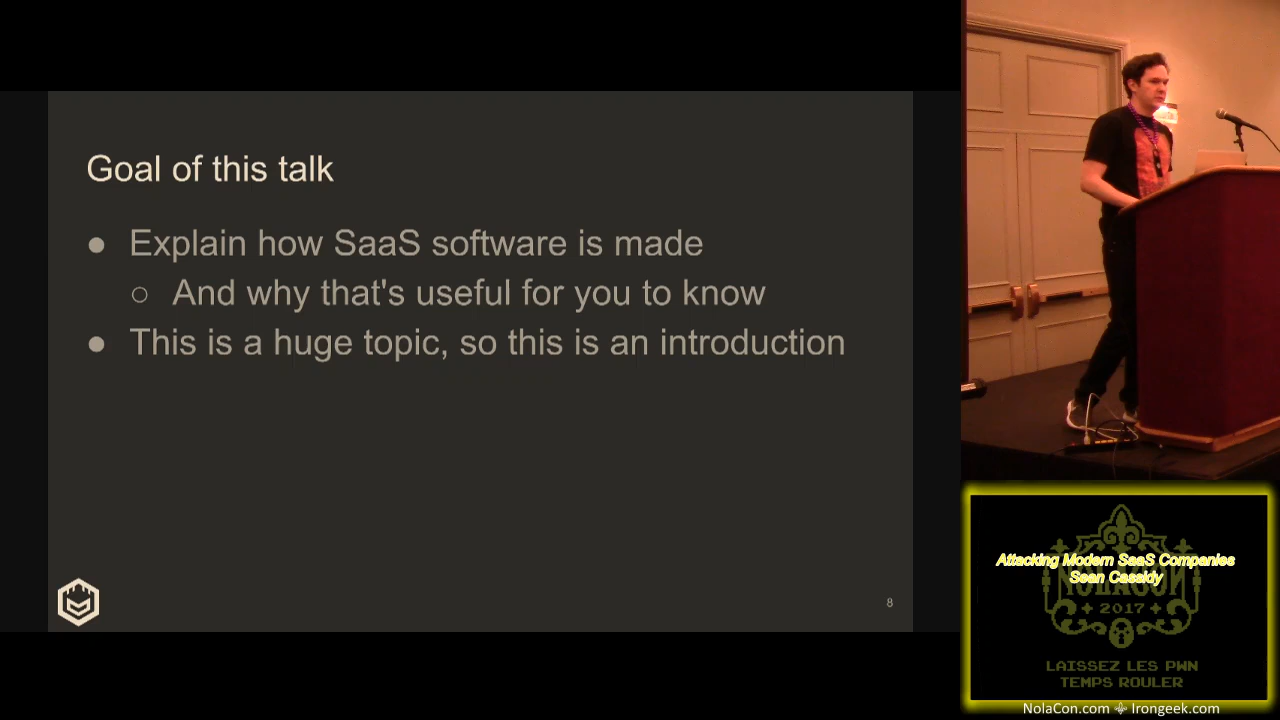 Goal of this talk
● Explain how SaaS software is made
○ And why that's useful for you to know
● This is a huge topic, so this is an introduction
8
Attacking Modern SaaS Companies
Sean Cassidy
NOLACON
2017
LAISSEZ LES PWN
TEMPS ROULER
NolaCon.com ⚜ Irongeek.com